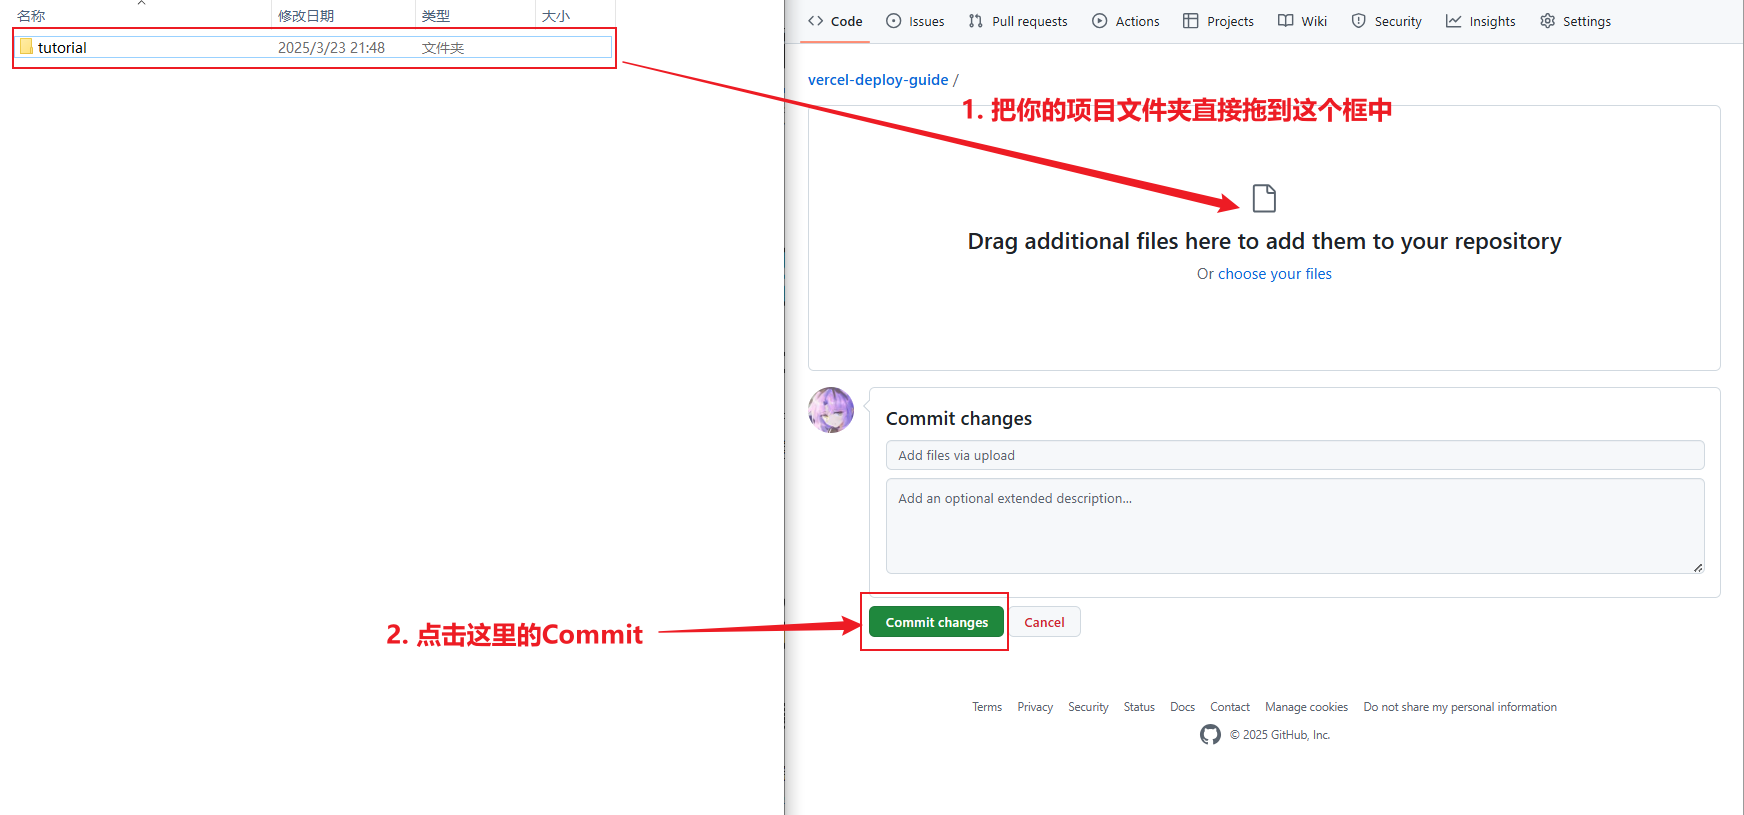 名称 修改日期 类型 大小
tutorial 2025/3/23 21:48 文件夹
Code Issues Pull requests Actions Projects Wiki Security Insights Settings
vercel-deploy-guide /
1. 把你的项目文件夹直接拖到这个框中
Drag additional files here to add them to your repository
Or choose your files
Commit changes
Add files via upload
Add an optional extended description...
2. 点击这里的Commit
Commit changes Cancel
Terms Privacy Security Status Docs Contact Manage cookies Do not share my personal information
© 2025 GitHub, Inc.